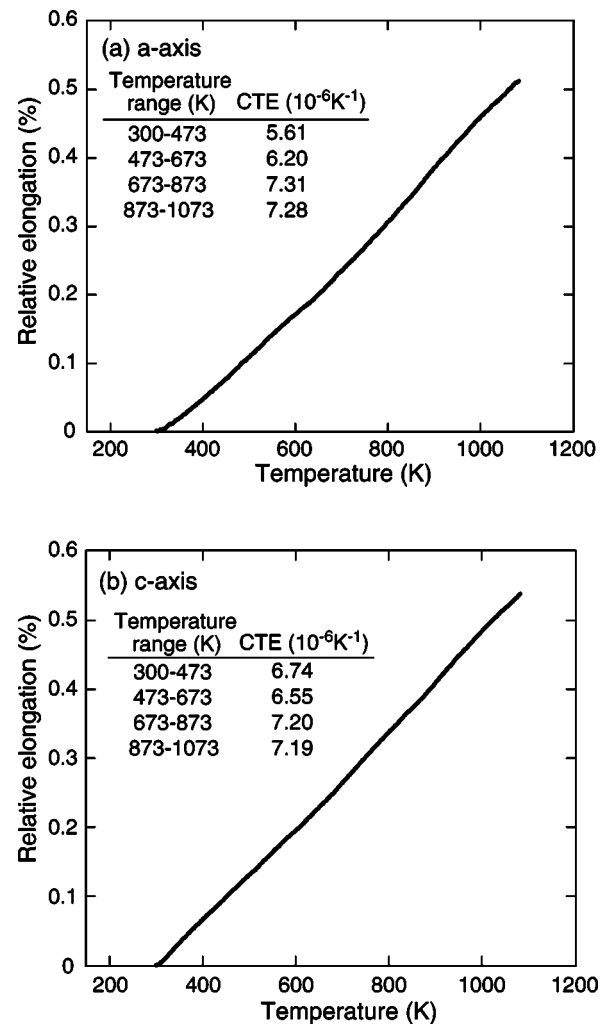 0.6
(a) a-axis
Temperature
range (K) CTE (10-6K-1)
300-473 5.61
473-673 6.20
673-873 7.31
873-1073 7.28
0.5
0.4
0.3
0.2
0.1
0
Relative elongation (%)
200 400 600 800 1000 1200
Temperature (K)
0.6
(b) c-axis
Temperature
range (K) CTE (10-6K-1)
300-473 6.74
473-673 6.55
673-873 7.20
873-1073 7.19
0.5
0.4
0.3
0.2
0.1
0
Relative elongation (%)
200 400 600 800 1000 1200
Temperature (K)